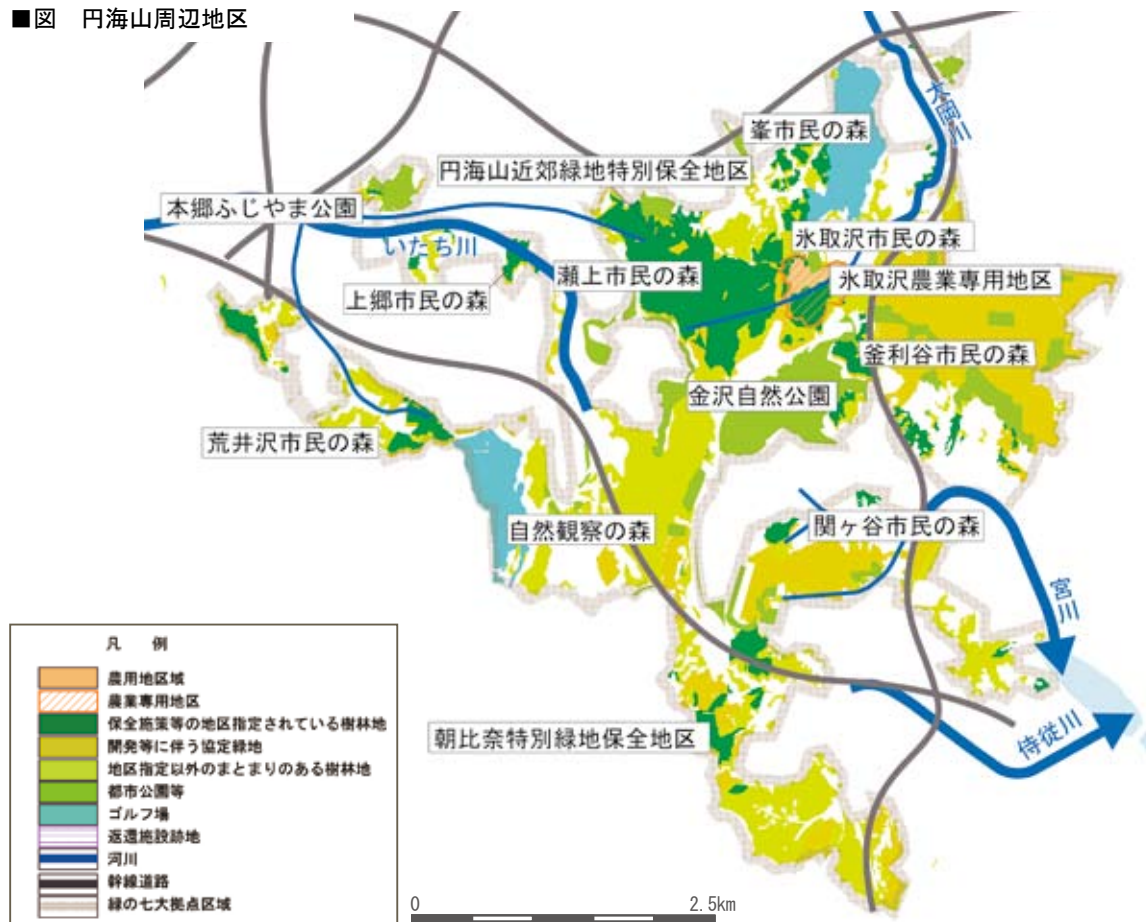 ■図　円海山周辺地区
大岡川
峯市民の森
円海山近郊緑地特別保全地区
本郷ふじやま公園
氷取沢市民の森
いたち川
瀬上市民の森
氷取沢農業専用地区
上郷市民の森
釜利谷市民の森
金沢自然公園
荒井沢市民の森
自然観察の森
関ヶ谷市民の森
宮川
朝比奈特別緑地保全地区
侍従川
凡　例
農用地区域
農業専用地区
保全施策等の地区指定されている樹林地
開発等に伴う協定緑地
地区指定以外のまとまりのある樹林地
都市公園等
ゴルフ場
返還施設跡地
河川
幹線道路
緑の七大拠点区域
0　2.5km